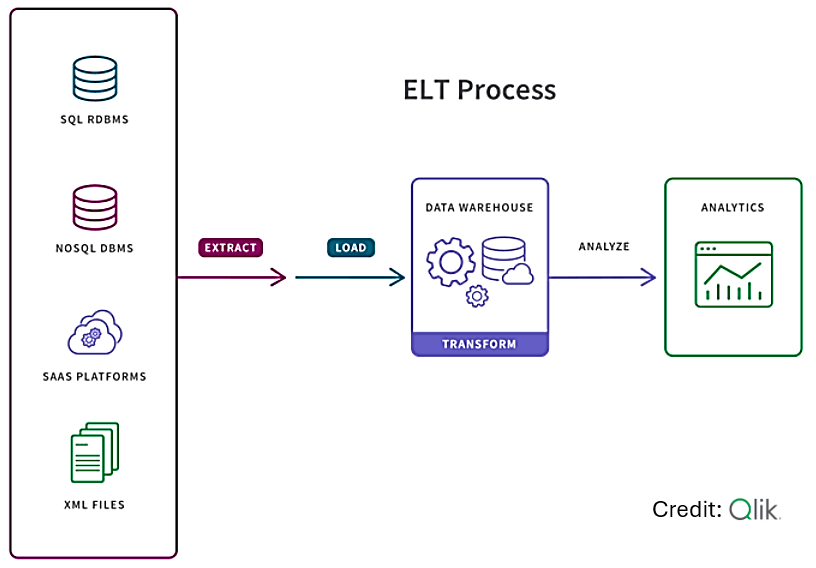 ELT Process
SQL RDBMS
NOSQL DBMS
SAAS PLATFORMS
XML FILES
EXTRACT
LOAD
DATA WAREHOUSE
TRANSFORM
ANALYZE
ANALYTICS
Credit: Qlik